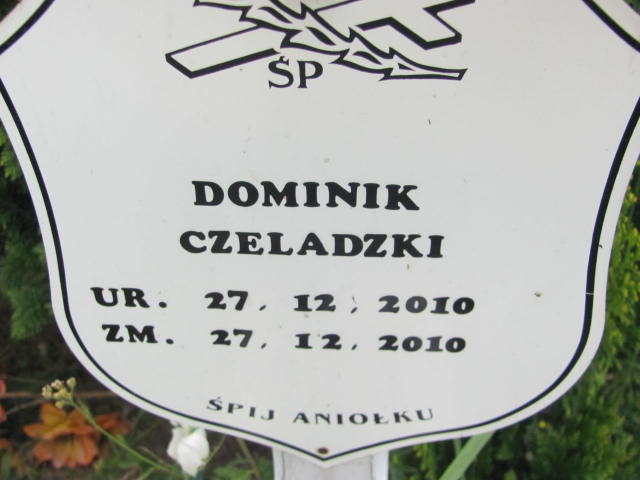 ŚP
DOMINIK
CZELADZKI
UR. 27. 12. 2010
ZM. 27. 12. 2010
ŚPIJ ANIOŁKU